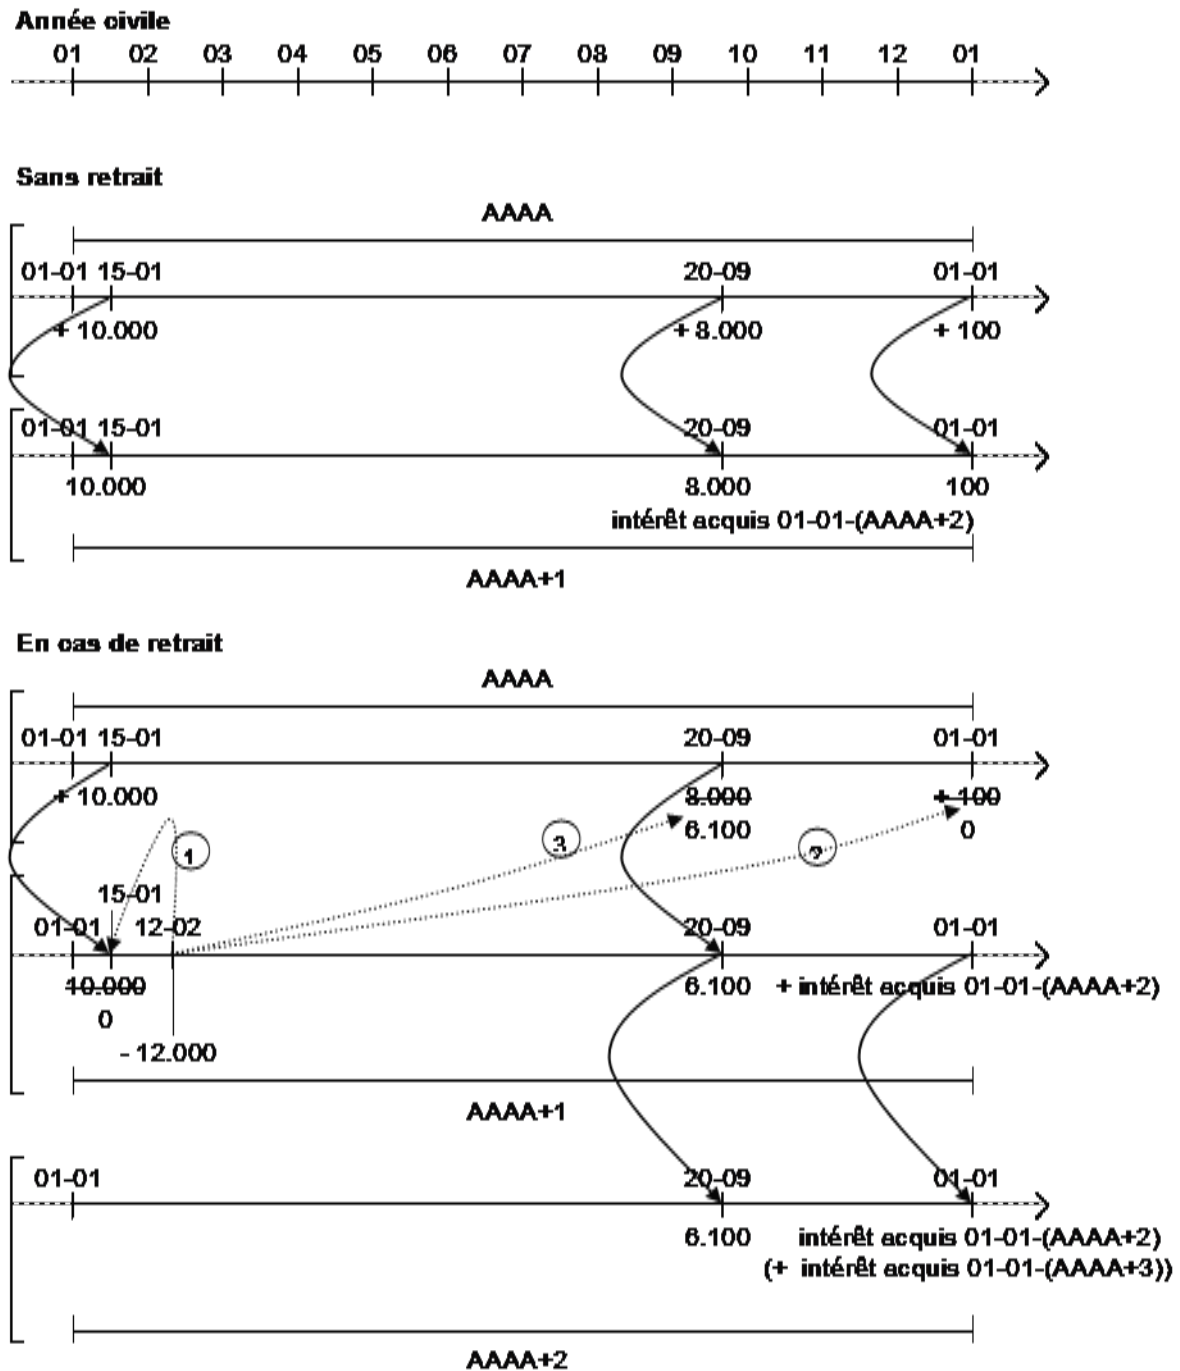 Année civile
01 02 03 04 05 06 07 08 09 10 11 12 01
Sans retrait
AAAA
01-01 15-01 20-09 01-01
+ 10.000 + 8.000 + 100
01-01 15-01 20-09 01-01
10.000 8.000 100
intérêt acquis 01-01-(AAAA+2)
AAAA+1
En cas de retrait
AAAA
01-01 15-01 20-09 01-01
+ 10.000 8.000 + 100
6.100 0
1 3 2
15-01
01-01 12-02 20-09 01-01
10.000 6.100 + intérêt acquis 01-01-(AAAA+2)
0
- 12.000
AAAA+1
01-01 20-09 01-01
6.100 intérêt acquis 01-01-(AAAA+2)
(+ intérêt acquis 01-01-(AAAA+3))
AAAA+2